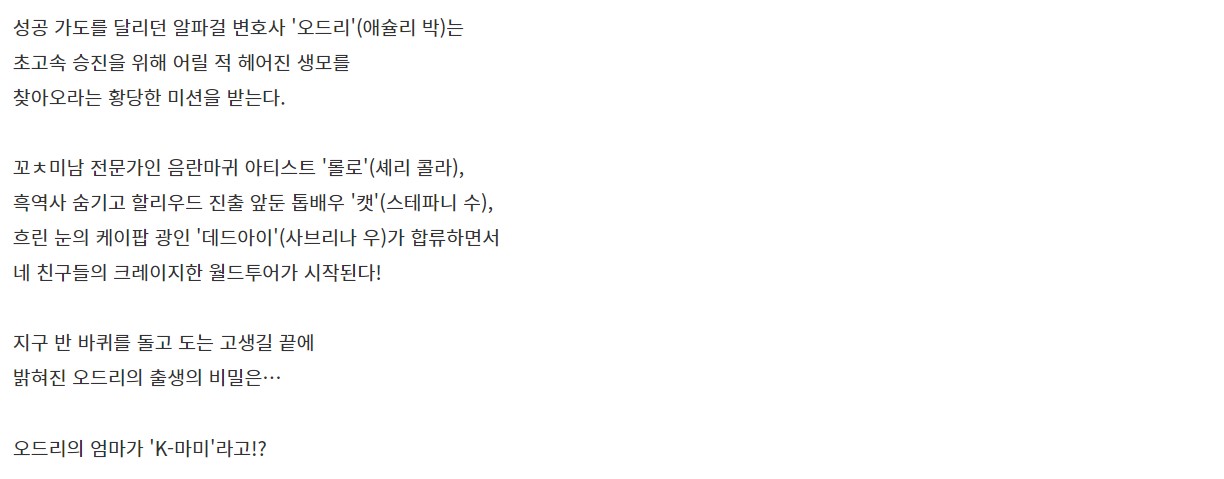 성공 가도를 달리던 알파걸 변호사 '오드리'(애슐리 박)는
초고속 승진을 위해 어릴 적 헤어진 생모를
찾아오라는 황당한 미션을 받는다.
꼬ㅊ미남 전문가인 음란마귀 아티스트 '롤로'(셰리 콜라),
흑역사 숨기고 할리우드 진출 앞둔 톱배우 '캣'(스테파니 수),
흐린 눈의 케이팝 광인 '데드아이'(사브리나 우)가 합류하면서
네 친구들의 크레이지한 월드투어가 시작된다!
지구 반 바퀴를 돌고 도는 고생길 끝에
밝혀진 오드리의 출생의 비밀은…
오드리의 엄마가 'K-마미'라고!?